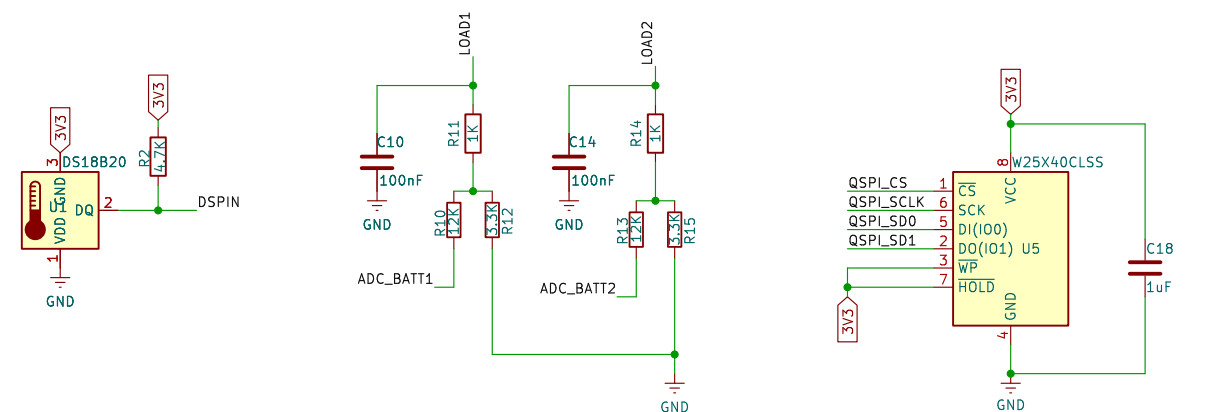 3V3
3V3
3
DS18B20
GND
U1
DQ
2
VDD
1
GND
R2
4.7K
DSPIN
LOAD1
C10
100nF
GND
R11
1K
R10
12K
3.3K
R12
ADC_BATT1
LOAD2
C14
100nF
GND
R14
1K
R13
12K
3.3K
R15
ADC_BATT2
GND
3V3
8
W25X40CLSS
VCC
QSPI_CS
1
CS
QSPI_SCLK
6
SCK
QSPI_SD0
5
DI(IO0)
QSPI_SD1
2
DO(IO1)
U5
3
WP
7
HOLD
3V3
GND
4
GND
C18
1uF